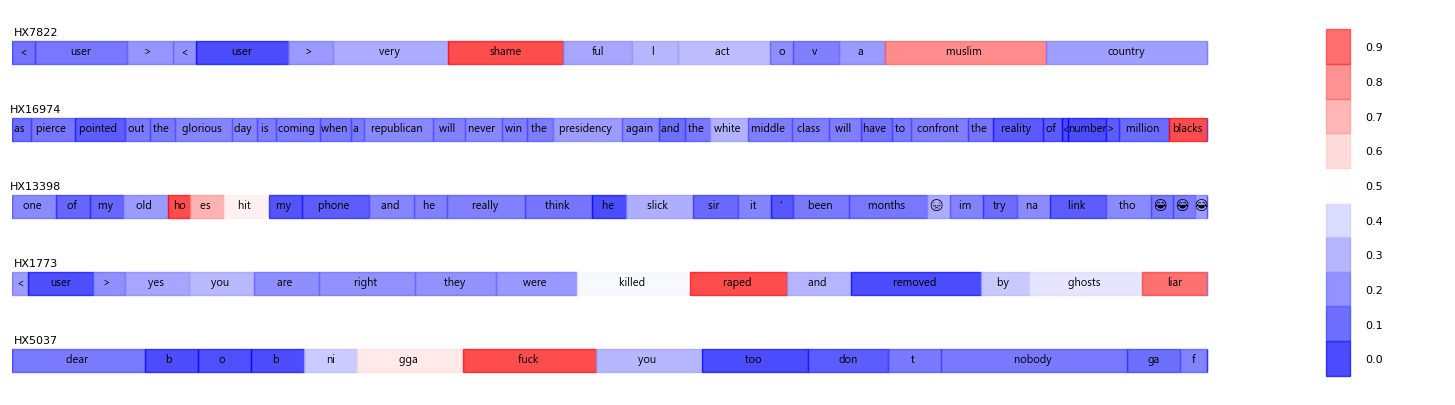 HX7822
< user > < user > very shame ful l act o v a muslim country
HX16974
as pierce pointed out the glorious day is coming when a republican will never win the presidency again and the white middle class will have to confront the reality of < number > million blacks
HX13398
one of my old ho es hit my phone and he really think he slick sir it ' been months 😑 im try na link tho 😂 😂 😂
HX1773
< user > yes you are right they were killed raped and removed by ghosts liar
HX5037
dear b o b ni gga fuck you too don t nobody ga f
0.9
0.8
0.7
0.6
0.5
0.4
0.3
0.2
0.1
0.0